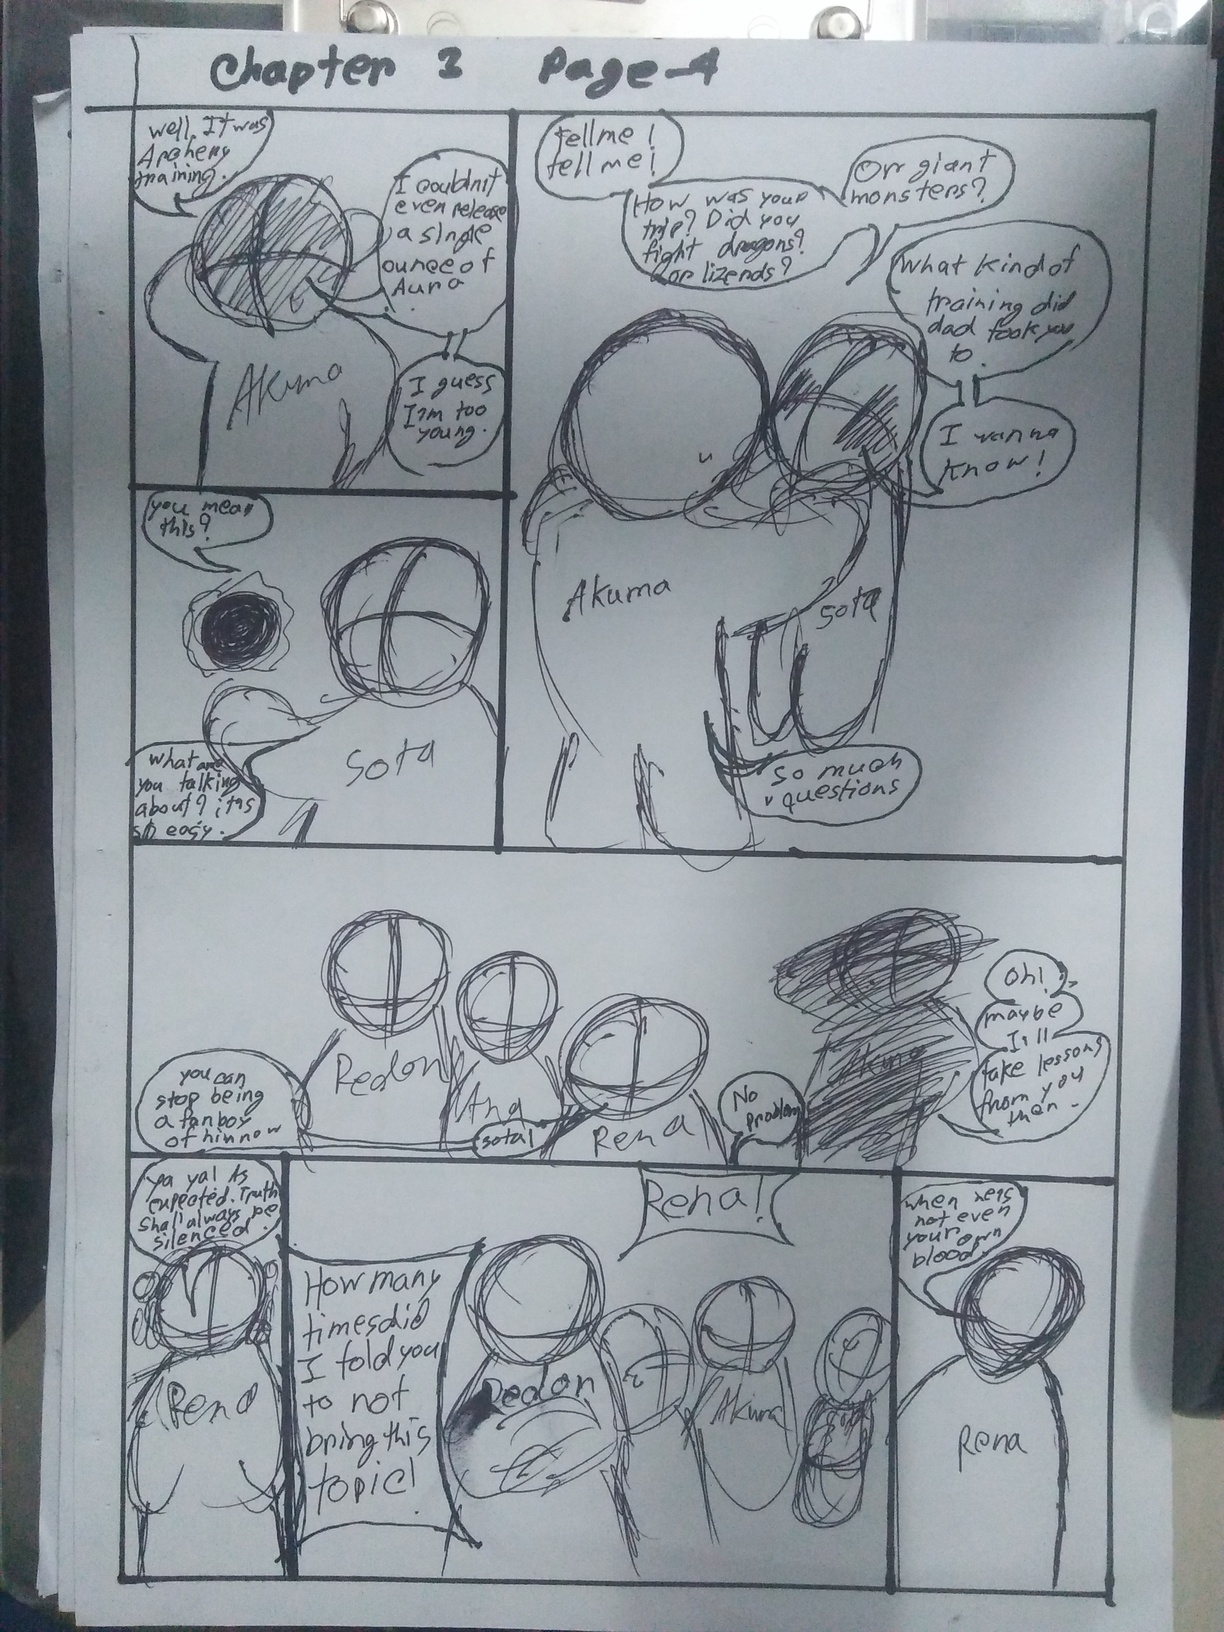 Chapter 1 Page-4
tell me!
tell me!
How was your
trip? Did you
fight dragons?
or lizends?
Orr giant
monsters?
What kind of
training did
dad took you
to.
I wanna
know!
Akuma
Sota
So much
questions
well, It was
Archery
training.
I couldn't
even release
a single
ounce of
Aura
I guess
I'm too
young.
Akuma
you mean
this?
Sota
What are
you talking
about? it's
so easy.
Oh!
maybe
I'll
take lessons
from you
then.
Akuma
No
problem
Redon
Rena
sota!
you can
stop being
a fanboy
of him now
when he's
not even
your own
blood.
Rena
Rena!
How many
times did
I told you
to not
bring this
topic!
Redon
Akuma
ya ya! As
expected. Truth
shall always be
silenced.
Rena